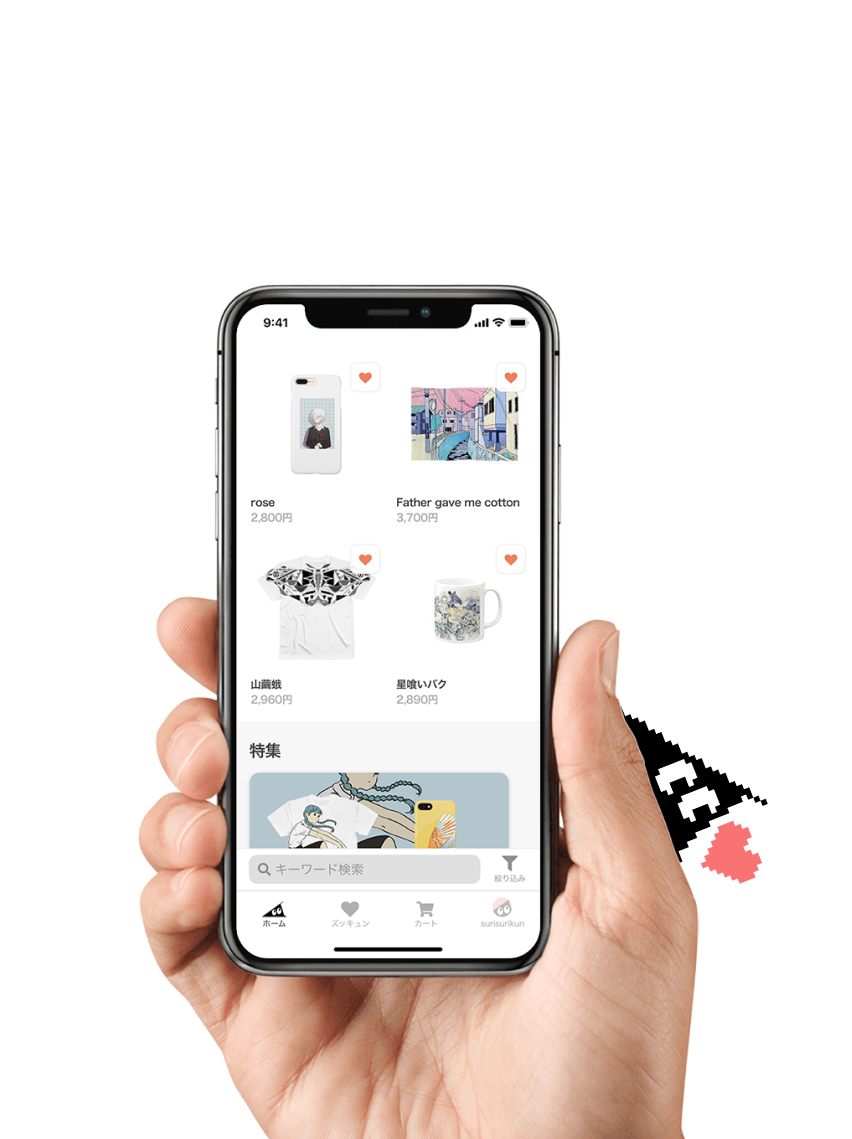 9:41
rose
2,800円
Father gave me cotton
3,700円
山繭蛾
2,960円
星喰いバク
2,890円
特集
キーワード検索
絞り込み
ホーム
ズッキュン
カート
surisurikun